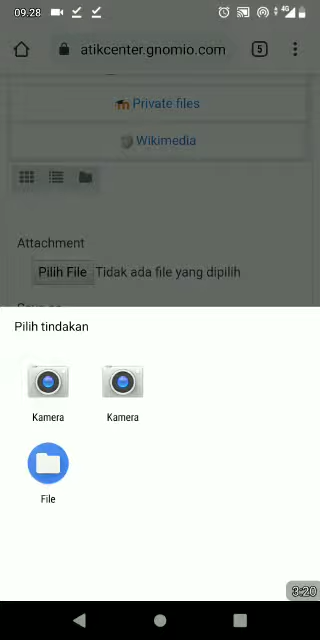 09.28
4G
atikcenter.gnomio.com
5
Private files
Wikimedia
Attachment
Pilih File Tidak ada file yang dipilih
Pilih tindakan
Kamera Kamera
File
3:20